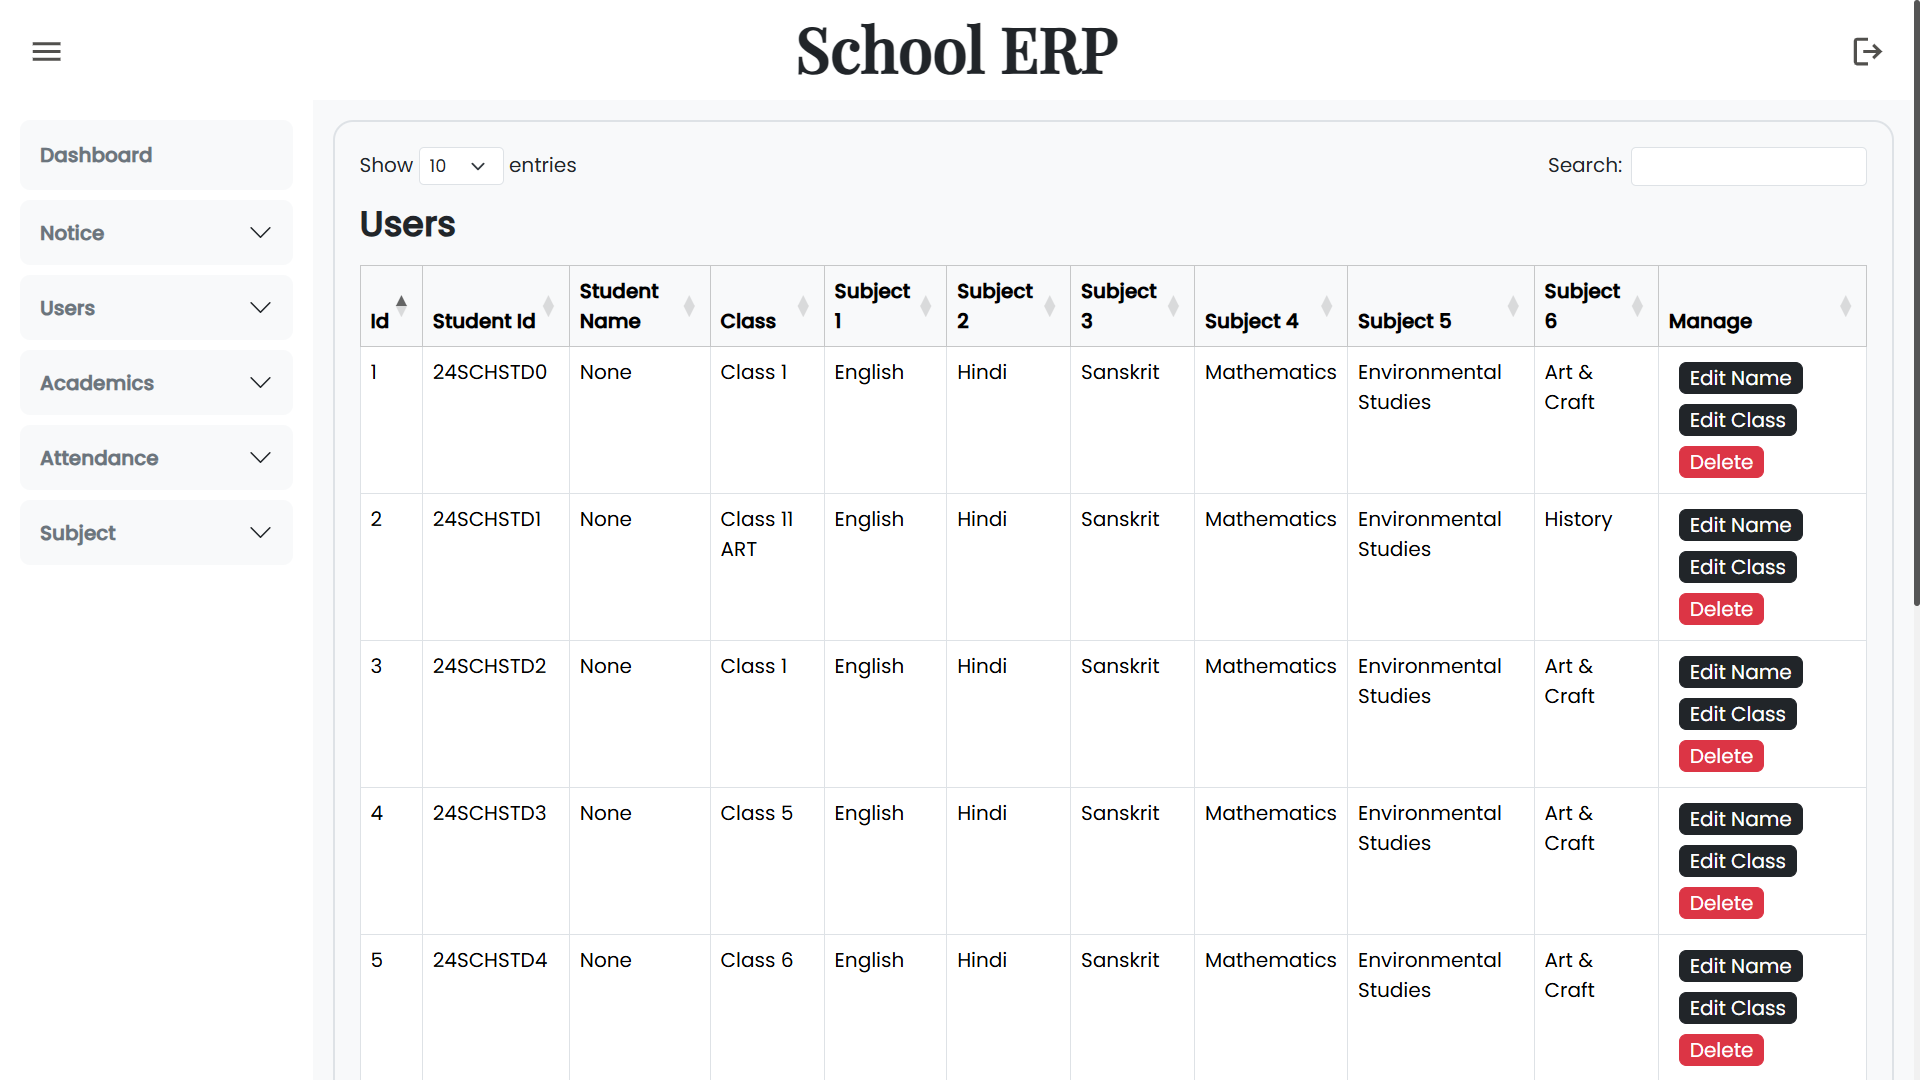 School ERP
Dashboard
Notice
Users
Academics
Attendance
Subject
Show 10 entries
Search:
Users
Id
Student Id
Student
Name
Class
Subject
1
Subject
2
Subject
3
Subject 4
Subject 5
Subject
6
Manage
1
24SCHSTD0
None
Class 1
English
Hindi
Sanskrit
Mathematics
Environmental
Studies
Art &
Craft
Edit Name
Edit Class
Delete
2
24SCHSTD1
None
Class 11
ART
English
Hindi
Sanskrit
Mathematics
Environmental
Studies
History
Edit Name
Edit Class
Delete
3
24SCHSTD2
None
Class 1
English
Hindi
Sanskrit
Mathematics
Environmental
Studies
Art &
Craft
Edit Name
Edit Class
Delete
4
24SCHSTD3
None
Class 5
English
Hindi
Sanskrit
Mathematics
Environmental
Studies
Art &
Craft
Edit Name
Edit Class
Delete
5
24SCHSTD4
None
Class 6
English
Hindi
Sanskrit
Mathematics
Environmental
Studies
Art &
Craft
Edit Name
Edit Class
Delete